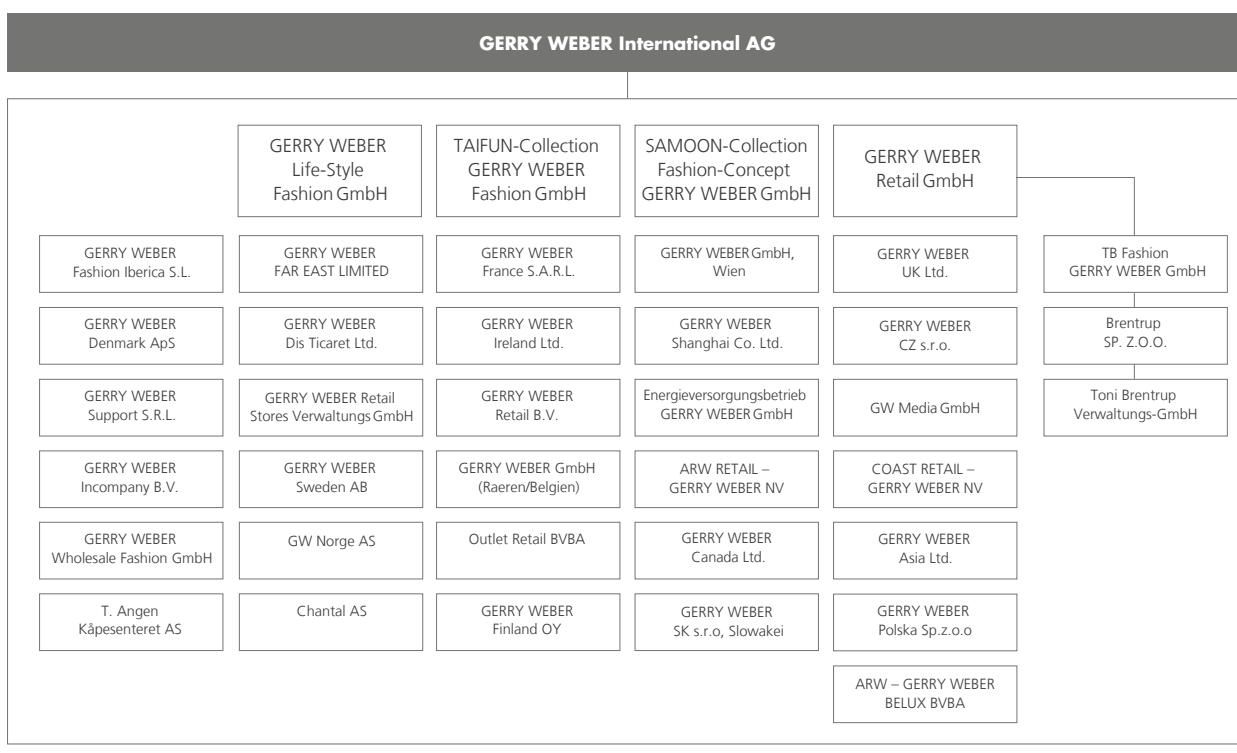 GERRY WEBER International AG
GERRY WEBER
Life-Style
Fashion GmbH
TAIFUN-Collection
GERRY WEBER
Fashion GmbH
SAMOON-Collection
Fashion-Concept
GERRY WEBER GmbH
GERRY WEBER
Retail GmbH
GERRY WEBER
Fashion Iberica S.L.
GERRY WEBER
FAR EAST LIMITED
GERRY WEBER
France S.A.R.L.
GERRY WEBER GmbH,
Wien
GERRY WEBER
UK Ltd.
TB Fashion
GERRY WEBER GmbH
GERRY WEBER
Denmark ApS
GERRY WEBER
Dis Ticaret Ltd.
GERRY WEBER
Ireland Ltd.
GERRY WEBER
Shanghai Co. Ltd.
GERRY WEBER
CZ s.r.o.
Brentrup
SP. Z.O.O.
GERRY WEBER
Support S.R.L.
GERRY WEBER Retail
Stores Verwaltungs GmbH
GERRY WEBER
Retail B.V.
Energieversorgungsbetrieb
GERRY WEBER GmbH
GW Media GmbH
Toni Brentrup
Verwaltungs-GmbH
GERRY WEBER
Incompany B.V.
GERRY WEBER
Sweden AB
GERRY WEBER GmbH
(Raeren/Belgien)
ARW RETAIL –
GERRY WEBER NV
COAST RETAIL –
GERRY WEBER NV
GERRY WEBER
Wholesale Fashion GmbH
GW Norge AS
Outlet Retail BVBA
GERRY WEBER
Canada Ltd.
GERRY WEBER
Asia Ltd.
T. Angen
Kåpesenteret AS
Chantal AS
GERRY WEBER
Finland OY
GERRY WEBER
SK s.r.o, Slowakei
GERRY WEBER
Polska Sp.z.o.o
ARW – GERRY WEBER
BELUX BVBA